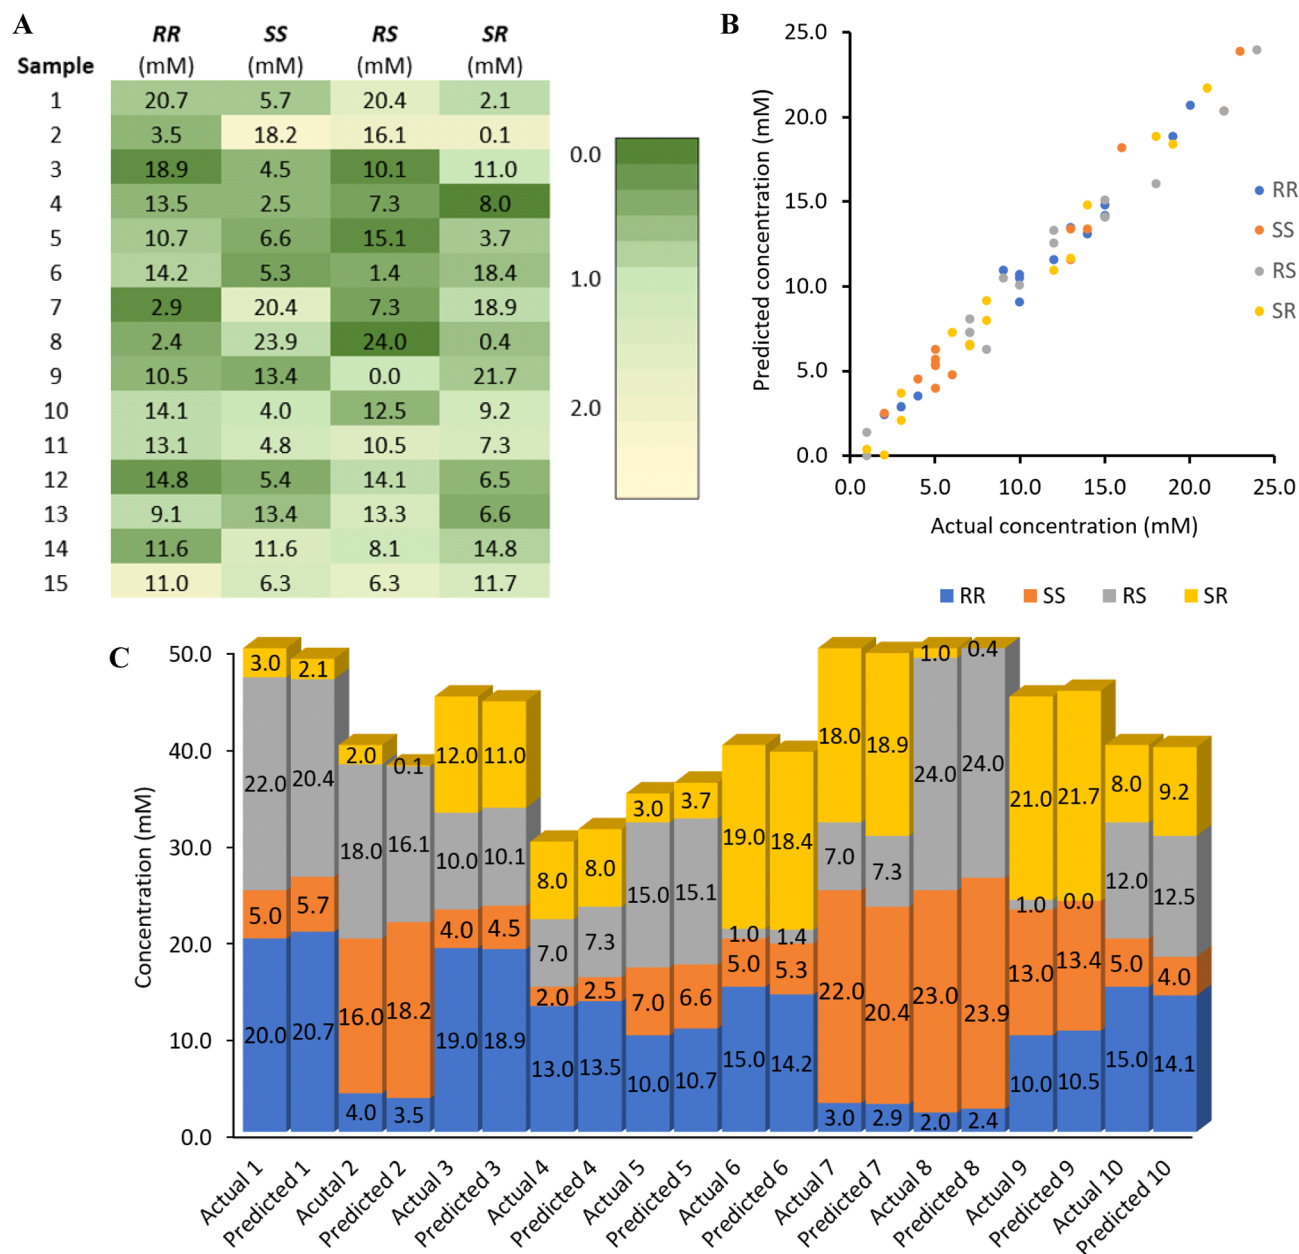 A
RR SS RS SR
Sample (mM) (mM) (mM) (mM)
1 20.7 5.7 20.4 2.1
2 3.5 18.2 16.1 0.1
3 18.9 4.5 10.1 11.0
4 13.5 2.5 7.3 8.0
5 10.7 6.6 15.1 3.7
6 14.2 5.3 1.4 18.4
7 2.9 20.4 7.3 18.9
8 2.4 23.9 24.0 0.4
9 10.5 13.4 0.0 21.7
10 14.1 4.0 12.5 9.2
11 13.1 4.8 10.5 7.3
12 14.8 5.4 14.1 6.5
13 9.1 13.4 13.3 6.6
14 11.6 11.6 8.1 14.8
15 11.0 6.3 6.3 11.7
0.0
1.0
2.0
B
Predicted concentration (mM)
25.0
20.0
15.0
10.0
5.0
0.0
0.0 5.0 10.0 15.0 20.0 25.0
Actual concentration (mM)
RR
SS
RS
SR
C
RR SS RS SR
Concentration (mM)
50.0
40.0
30.0
20.0
10.0
0.0
3.0 2.1 2.0 0.1 12.0 11.0 8.0 8.0 3.0 3.7 19.0 18.4 18.0 18.9 1.0 0.4 21.0 21.7 8.0 9.2
22.0 20.4 18.0 16.1 10.0 10.1 7.0 7.3 15.0 15.1 1.0 1.4 7.0 7.3 24.0 24.0 1.0 0.0 12.0 12.5
5.0 5.7 16.0 18.2 4.0 4.5 2.0 2.5 7.0 6.6 5.0 5.3 22.0 20.4 23.0 23.9 13.0 13.4 5.0 4.0
20.0 20.7 4.0 3.5 19.0 18.9 13.0 13.5 10.0 10.7 15.0 14.2 3.0 2.9 2.0 2.4 10.0 10.5 15.0 14.1
Actual 1
Predicted 1
Acutal 2
Predicted 2
Actual 3
Predicted 3
Actual 4
Predicted 4
Actual 5
Predicted 5
Actual 6
Predicted 6
Actual 7
Predicted 7
Actual 8
Predicted 8
Actual 9
Predicted 9
Actual 10
Predicted 10